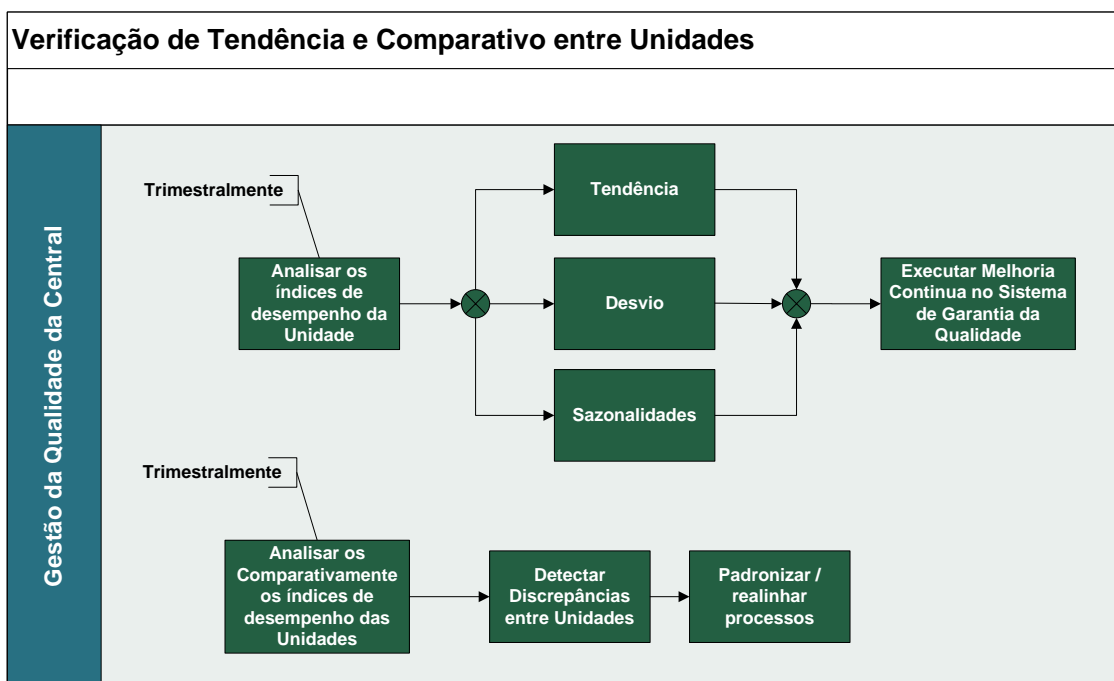 Verificação de Tendência e Comparativo entre Unidades
Gestão da Qualidade da Central
Trimestralmente
Analisar os
índices de
desempenho da
Unidade
Tendência
Desvio
Sazonalidades
Executar Melhoria
Continua no Sistema
de Garantia da
Qualidade
Trimestralmente
Analisar os
Comparativamente
os índices de
desempenho das
Unidades
Detectar
Discrepâncias
entre Unidades
Padronizar /
realinhar
processos